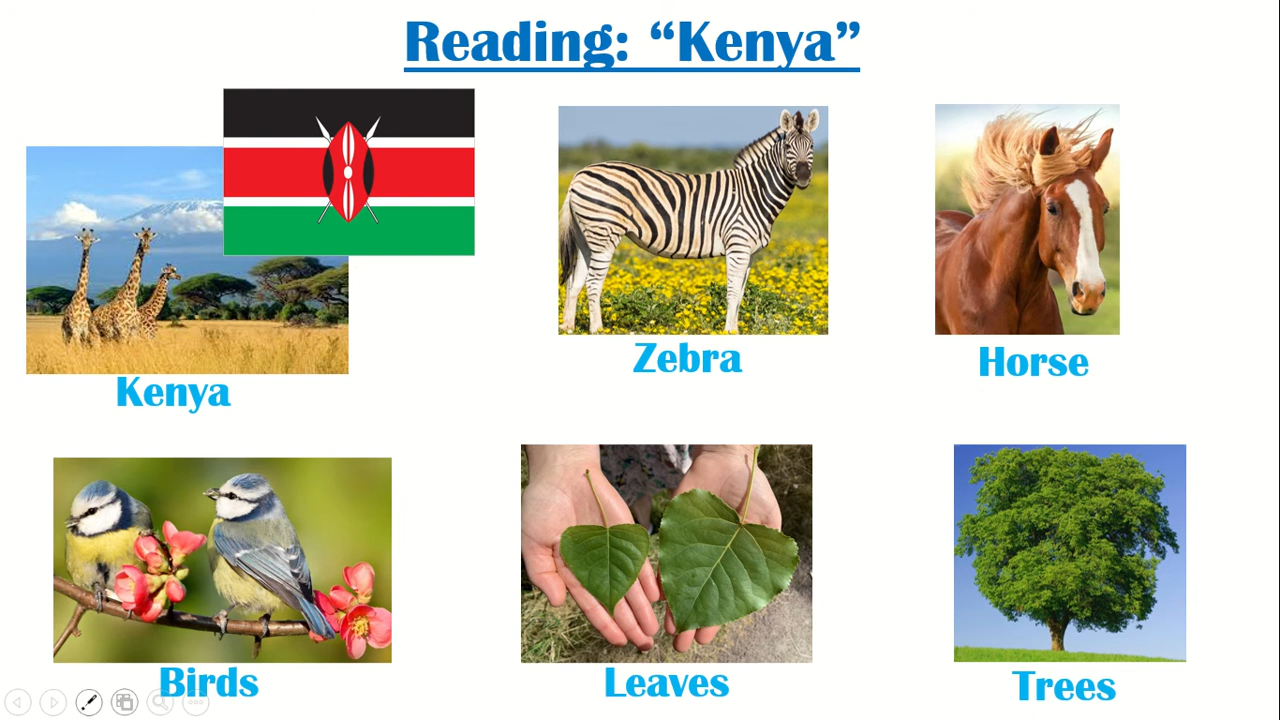 Reading: “Kenya”
Kenya
Zebra
Horse
Birds
Leaves
Trees